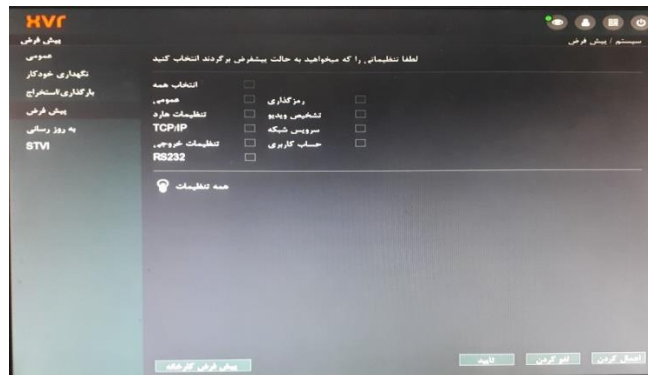 XVR
پیش فرض
سیستم / پیش فرض
عمومی
نگهداری خودکار
بارگذاری/استخراج
پیش فرض
به روز رسانی
STVI
لطفا تنظیماتی را که میخواهید به حالت پیشفرض برگردند انتخاب کنید
انتخاب همه
عمومی رمزگذاری
تنظیمات هارد تشخیص ویدیو
TCP/IP سرویس شبکه
تنظیمات خروجی حساب کاربری
RS232
همه تنظیمات
پیش فرض کارخانه
تایید لغو کردن اعمال کردن